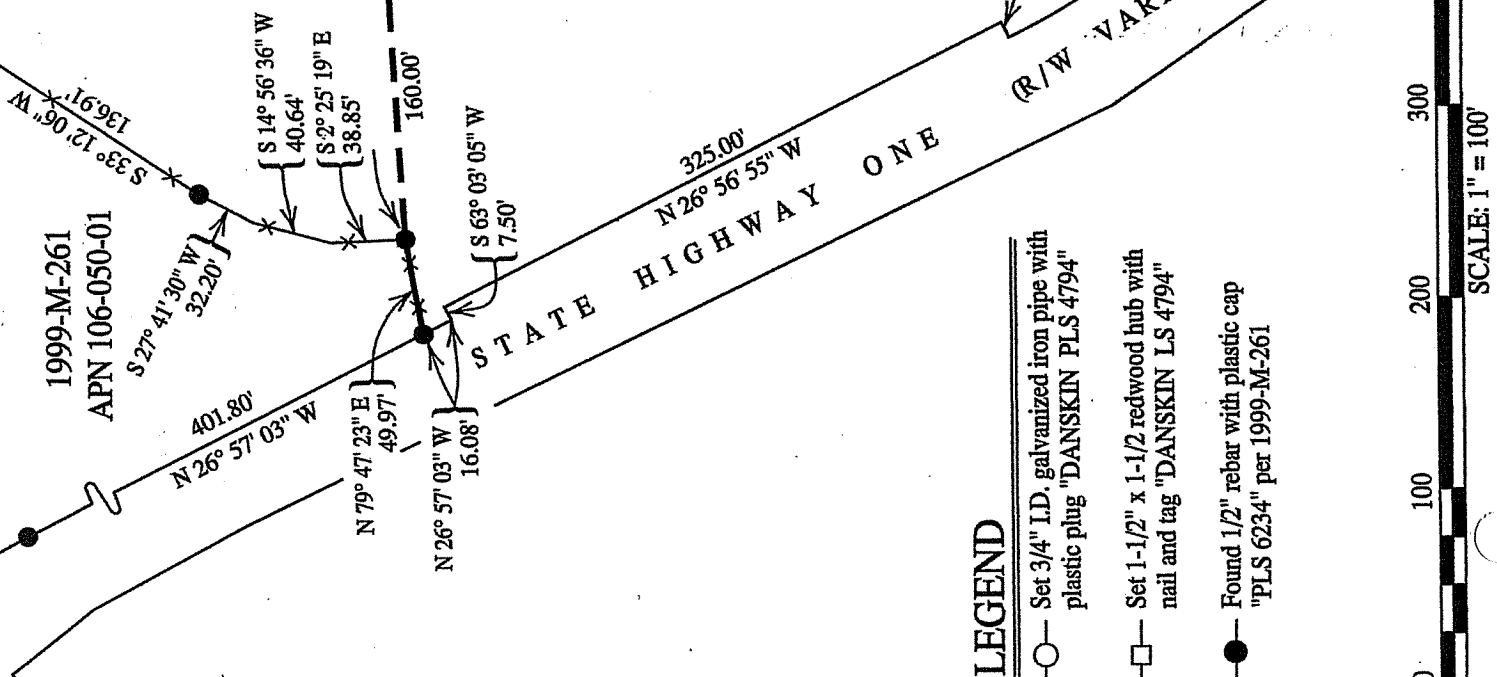 1999-M-261
APN 106-050-01
S 33° 12' 06" W
136.91'
S 27° 41' 30" W
32.20'
S 14° 56' 36" W
40.64'
S 2° 25' 19" E
38.85'
160.00'
S 63° 03' 05" W
7.50'
401.80'
N 26° 57' 03" W
N 79° 47' 23" E
49.97'
N 26° 57' 03" W
16.08'
325.00'
N 26° 56' 55" W
STATE HIGHWAY ONE
(R/W
LEGEND
Set 3/4" I.D. galvanized iron pipe with
plastic plug "DANSKIN PLS 4794"
Set 1-1/2" x 1-1/2 redwood hub with
nail and tag "DANSKIN LS 4794"
Found 1/2" rebar with plastic cap
"PLS 6234" per 1999-M-261
100
200
300
SCALE: 1" = 100'